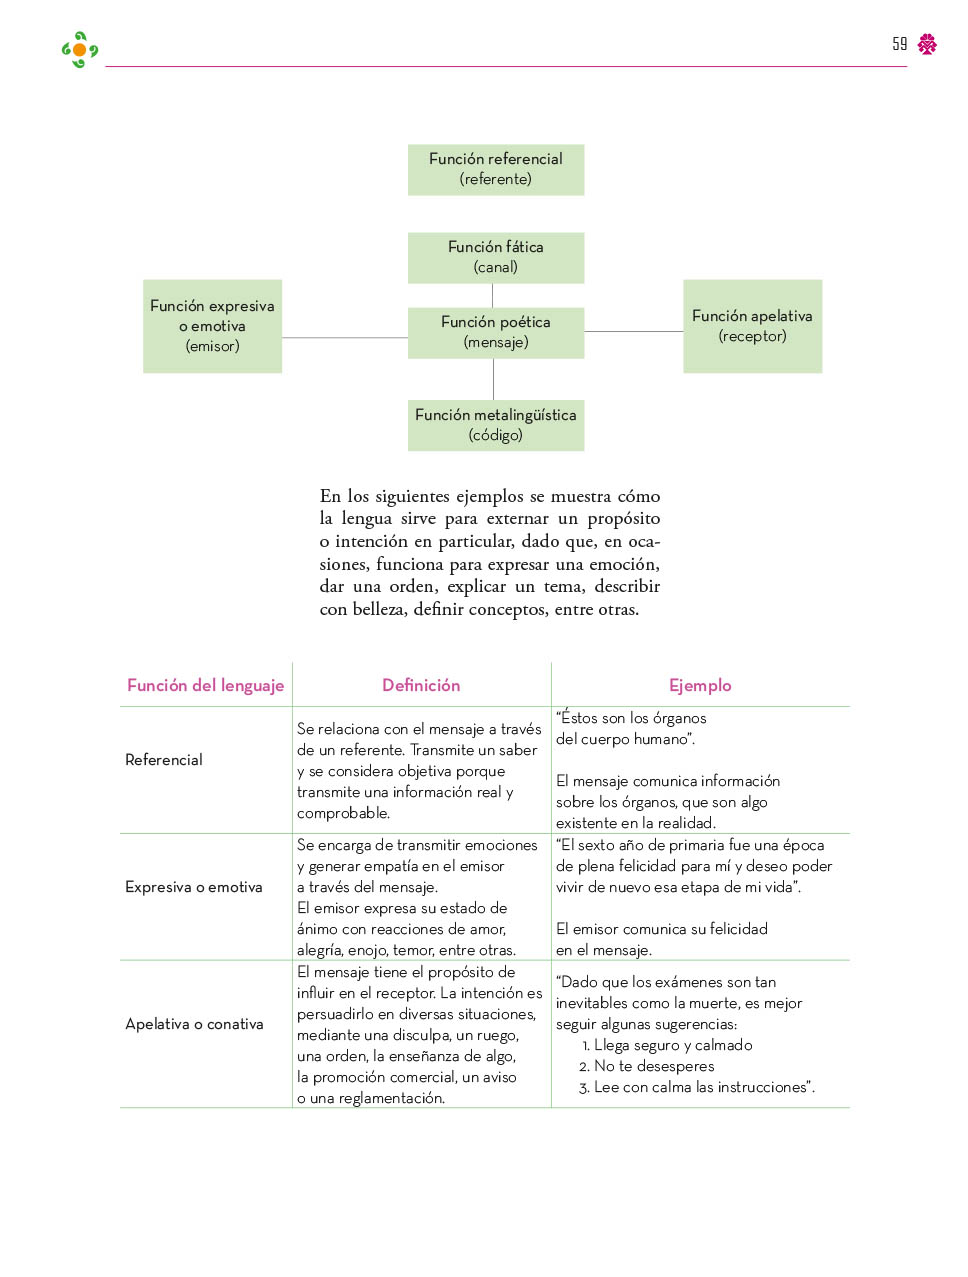 59
Función referencial
(referente)
Función fática
(canal)
Función expresiva
o emotiva
(emisor)
Función poética
(mensaje)
Función apelativa
(receptor)
Función metalingüística
(código)
En los siguientes ejemplos se muestra cómo
la lengua sirve para externar un propósito
o intención en particular, dado que, en oca-
siones, funciona para expresar una emoción,
dar una orden, explicar un tema, describir
con belleza, definir conceptos, entre otras.
Función del lenguaje
Definición
Ejemplo
Referencial
Se relaciona con el mensaje a través
de un referente. Transmite un saber
y se considera objetiva porque
transmite una información real y
comprobable.
“Éstos son los órganos
del cuerpo humano”.
El mensaje comunica información
sobre los órganos, que son algo
existente en la realidad.
Expresiva o emotiva
Se encarga de transmitir emociones
y generar empatía en el emisor
a través del mensaje.
El emisor expresa su estado de
ánimo con reacciones de amor,
alegría, enojo, temor, entre otras.
“El sexto año de primaria fue una época
de plena felicidad para mí y deseo poder
vivir de nuevo esa etapa de mi vida”.
El emisor comunica su felicidad
en el mensaje.
Apelativa o conativa
El mensaje tiene el propósito de
influir en el receptor. La intención es
persuadirlo en diversas situaciones,
mediante una disculpa, un ruego,
una orden, la enseñanza de algo,
la promoción comercial, un aviso
o una reglamentación.
“Dado que los exámenes son tan
inevitables como la muerte, es mejor
seguir algunas sugerencias:
1. Llega seguro y calmado
2. No te desesperes
3. Lee con calma las instrucciones”.